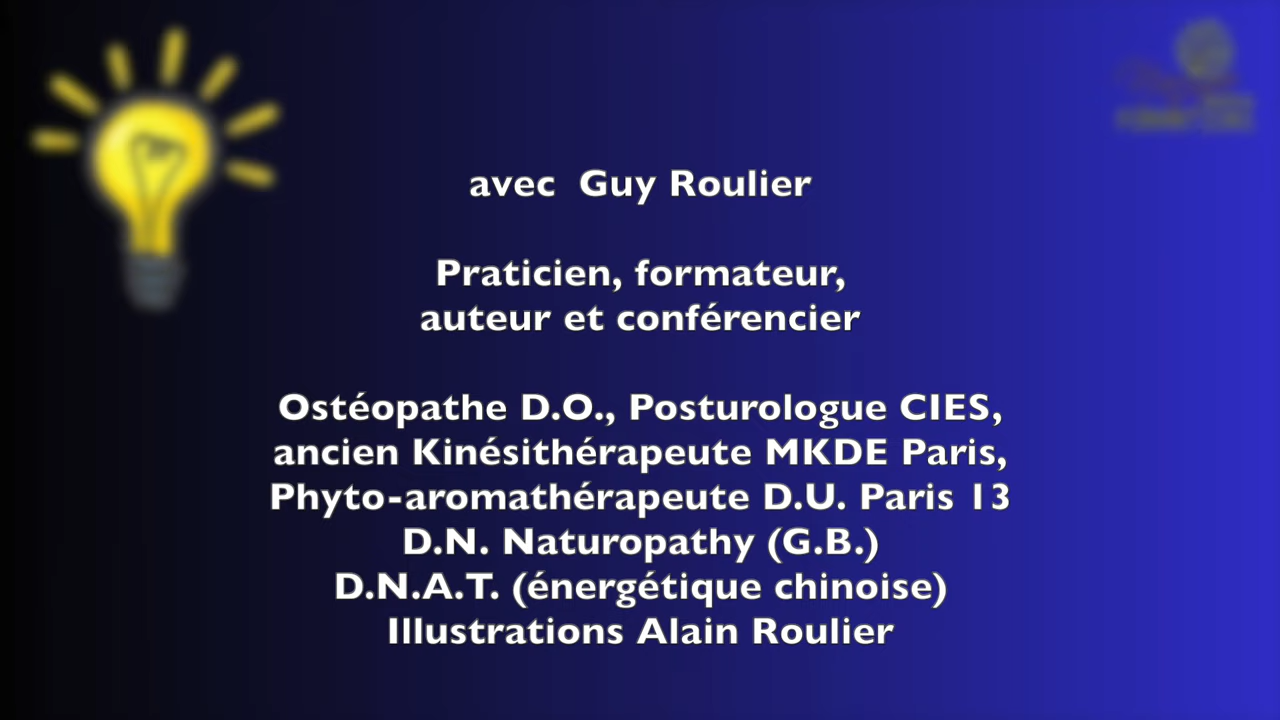 avec  Guy Roulier
Praticien, formateur,
auteur et conférencier
Ostéopathe D.O., Posturologue CIES,
ancien Kinésithérapeute MKDE Paris,
Phyto-aromathérapeute D.U. Paris 13
D.N. Naturopathy (G.B.)
D.N.A.T. (énergétique chinoise)
Illustrations Alain Roulier